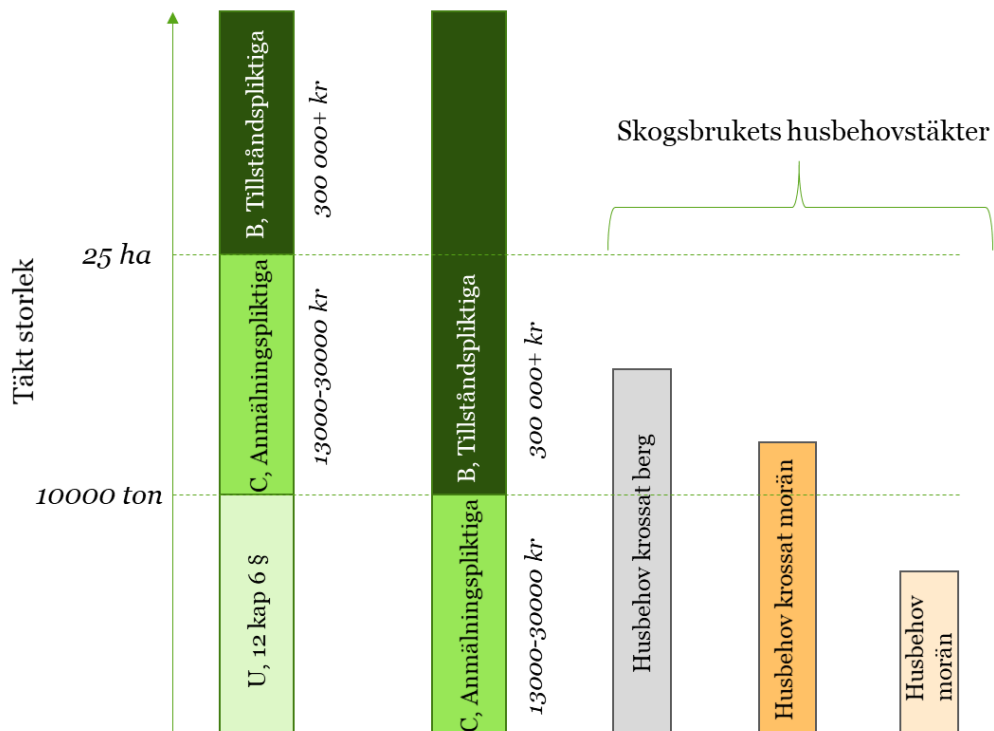 Täkt storlek
25 ha
10000 ton
B, Tillståndspliktiga
300 000+ kr
C, Anmälningspliktiga
13000-30000 kr
U, 12 kap 6 §
B, Tillståndspliktiga
300 000+ kr
C, Anmälningspliktiga
13000-30000 kr
Skogsbrukets husbehovstäkter
Husbehov krossat berg
Husbehov krossat morän
Husbehov
morän